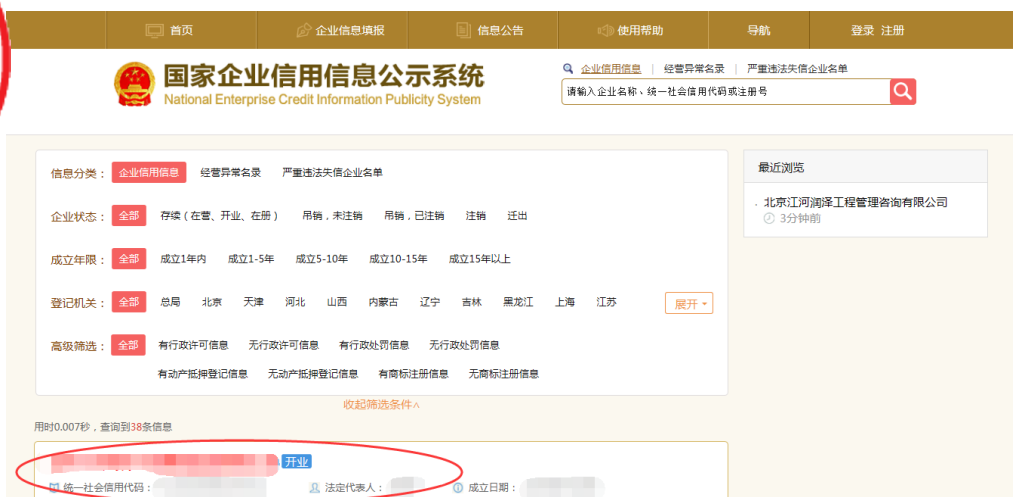 首页 企业信息填报 信息公告 使用帮助 导航 登录 注册
国家企业信用信息公示系统
National Enterprise Credit Information Publicity System
企业信用信息 | 经营异常名录 | 严重违法失信企业名单
请输入企业名称、统一社会信用代码或注册号
信息分类: 企业信用信息 经营异常名录 严重违法失信企业名单
企业状态: 全部 存续(在营、开业、在册) 吊销,未注销 吊销,已注销 注销 迁出
成立年限: 全部 成立1年内 成立1-5年 成立5-10年 成立10-15年 成立15年以上
登记机关: 全部 总局 北京 天津 河北 山西 内蒙古 辽宁 吉林 黑龙江 上海 江苏 展开
高级筛选: 全部 有行政许可信息 无行政许可信息 有行政处罚信息 无行政处罚信息
有动产抵押登记信息 无动产抵押登记信息 有商标注册信息 无商标注册信息
收起筛选条件
最近浏览
北京江河润泽工程管理咨询有限公司
3分钟前
用时0.007秒,查询到38条信息
开业
统一社会信用代码: 法定代表人: 成立日期: